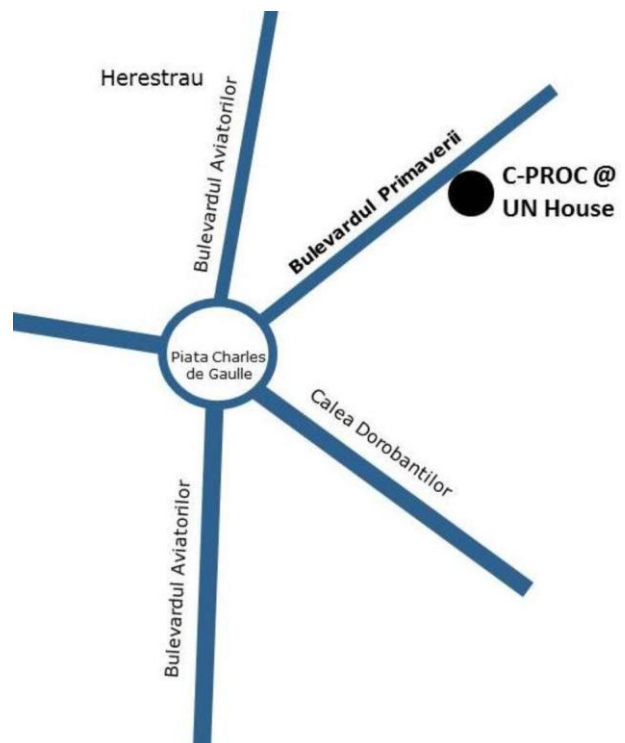 Herestrau
Bulevardul Aviatorilor
Bulevardul Primaverii
C-PROC @
UN House
Piata Charles
de Gaulle
Calea Dorobantilor
Bulevardul Aviatorilor